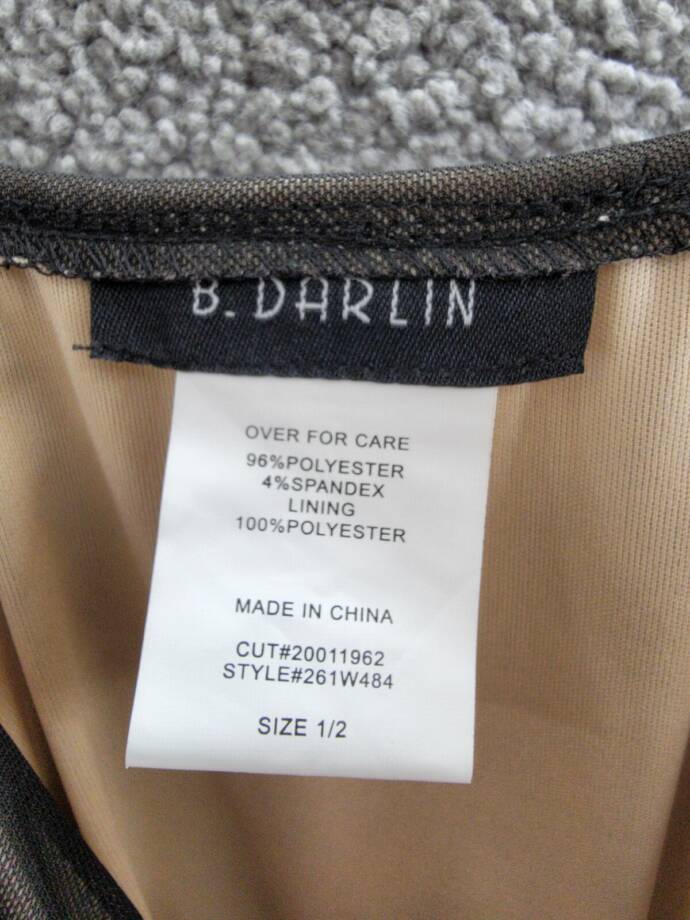 B. DARLIN
OVER FOR CARE
96%POLYESTER
4%SPANDEX
LINING
100%POLYESTER
MADE IN CHINA
CUT#20011962
STYLE#261W484
SIZE 1/2